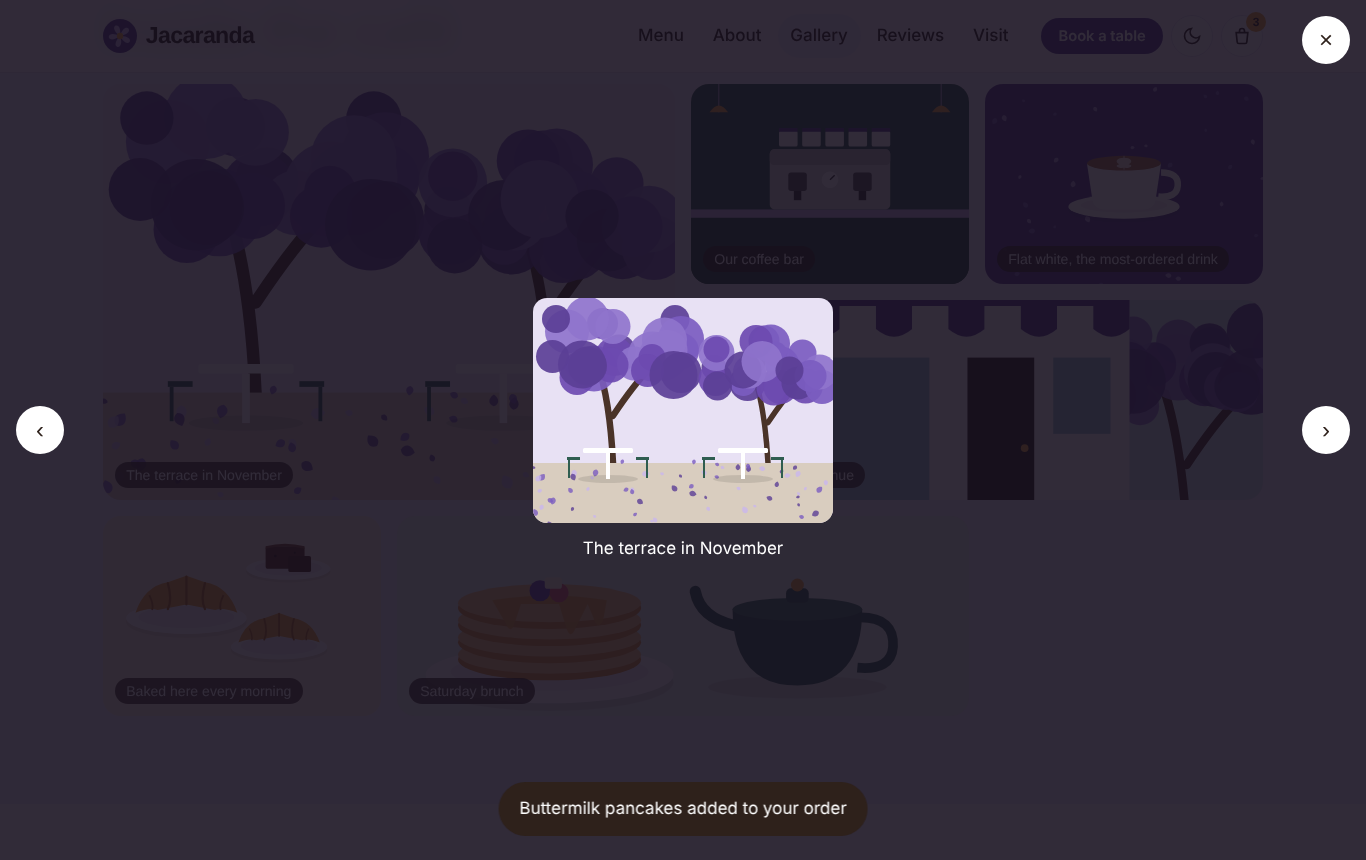 Jacaranda
Menu
About
Gallery
Reviews
Visit
Book a table
3
Our coffee bar
Flat white, the most-ordered drink
The terrace in November
nue
The terrace in November
Baked here every morning
Saturday brunch
Buttermilk pancakes added to your order